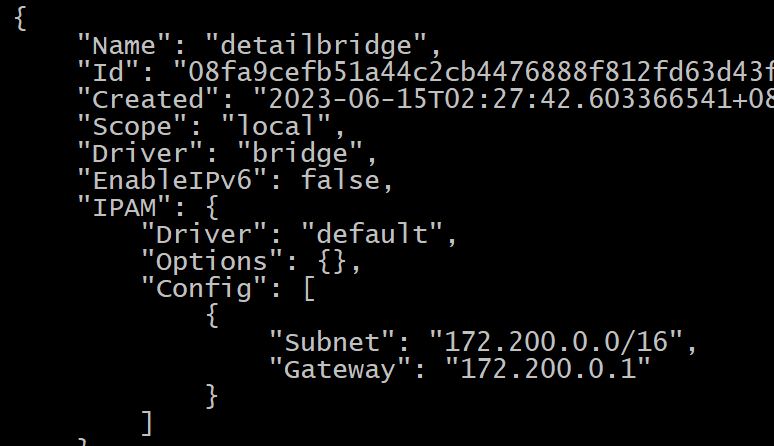 {
"Name": "detailbridge",
"Id": "08fa9cefb51a44c2cb4476888f812fd63d43f
"Created": "2023-06-15T02:27:42.603366541+08
"Scope": "local",
"Driver": "bridge",
"EnableIPv6": false,
"IPAM": {
"Driver": "default",
"Options": {},
"Config": [
{
"Subnet": "172.200.0.0/16",
"Gateway": "172.200.0.1"
}
]
}